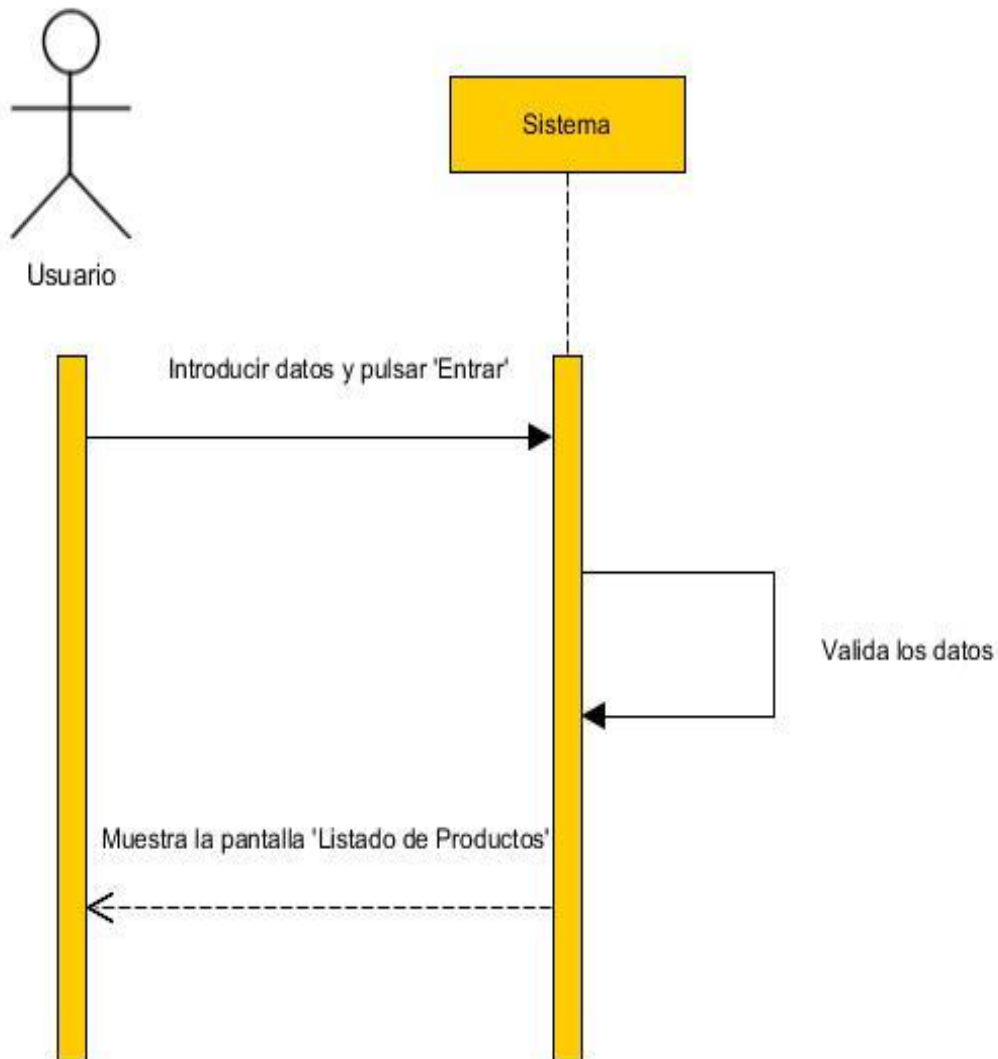 Sistema
Usuario
Introducir datos y pulsar 'Entrar'
Valida los datos
Muestra la pantalla 'Listado de Productos'